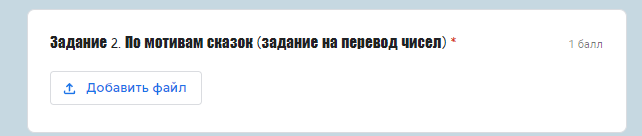 Задание 2. По мотивам сказок (задание на перевод чисел) *
1 балл
Добавить файл